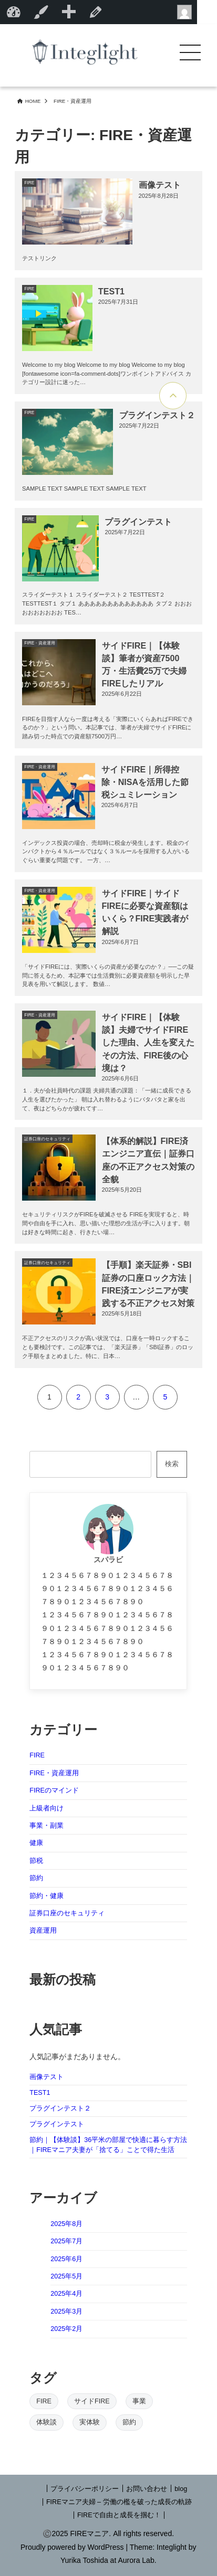 Integlight
HOME > FIRE・資産運用
カテゴリー: FIRE・資産運
用
FIRE
画像テスト
2025年8月28日
テストリンク
FIRE
TEST1
2025年7月31日
Welcome to my blog Welcome to my blog Welcome to my blog
[fontawesome icon=fa-comment-dots]ワンポイントアドバイス カ
テゴリー設計に迷った…
FIRE
プラグインテスト２
2025年7月22日
SAMPLE TEXT SAMPLE TEXT SAMPLE TEXT
FIRE
プラグインテスト
2025年7月22日
スライダーテスト１ スライダーテスト２ TESTTEST２
TESTTEST１ タブ１ ああああああああああああああ タブ２ おおお
おおおおおおおお TES…
FIRE・資産運用
これから、
はどこへ
かうのだろう」
サイドFIRE｜【体験
談】筆者が資産7500
万・生活費25万で夫婦
FIREしたリアル
2025年6月22日
FIREを目指す人なら一度は考える「実際にいくらあればFIREでき
るのか？」という問い。本記事では、筆者が夫婦でサイドFIREに
踏み切った時点での資産額7500万円…
FIRE・資産運用
サイドFIRE｜所得控
除・NISAを活用した節
税シュミレーション
2025年6月7日
インデックス投資の場合、売却時に税金が発生します。税金のイ
ンパクトから４％ルールではなく３％ルールを採用する人がいる
ぐらい重要な問題です。 一方、…
FIRE・資産運用
サイドFIRE｜サイド
FIREに必要な資産額は
いくら？FIRE実践者が
解説
2025年6月7日
「サイドFIREには、実際いくらの資産が必要なのか？」──この疑
問に答えるため、本記事では生活費別に必要資産額を明示した早
見表を用いて解説します。 数値…
FIRE・資産運用
サイドFIRE｜【体験
談】夫婦でサイドFIRE
した理由、人生を変えた
その方法、FIRE後の心
境は？
2025年6月6日
１．夫が会社員時代の課題 夫婦共通の課題：「一緒に成長できる
人生を選びたかった」 朝は入れ替わるようにバタバタと家を出
て、夜はどちらかが疲れてす…
証券口座のセキュリティ
【体系的解説】FIRE済
エンジニア直伝｜証券口
座の不正アクセス対策の
全貌
2025年5月20日
セキュリティリスクがFIREを破滅させる FIREを実現すると、時
間や自由を手に入れ、思い描いた理想の生活が手に入ります。朝
は好きな時間に起き、行きたい場…
証券口座のセキュリティ
【手順】楽天証券・SBI
証券の口座ロック方法｜
FIRE済エンジニアが実
践する不正アクセス対策
2025年5月18日
不正アクセスのリスクが高い状況では、口座を一時ロックするこ
とも要検討です。この記事では、「楽天証券」「SBI証券」のロッ
ク手順をまとめました。特に、日本…
1 2 3 … 5
検索
スパラビ
１２３４５６７８９０１２３４５６７８
９０１２３４５６７８９０１２３４５６
７８９０１２３４５６７８９０
１２３４５６７８９０１２３４５６７８
９０１２３４５６７８９０１２３４５６
７８９０１２３４５６７８９０
１２３４５６７８９０１２３４５６７８
９０１２３４５６７８９０
カテゴリー
FIRE
FIRE・資産運用
FIREのマインド
上級者向け
事業・副業
健康
節税
節約
節約・健康
証券口座のセキュリティ
資産運用
最新の投稿
人気記事
人気記事がまだありません。
画像テスト
TEST1
プラグインテスト２
プラグインテスト
節約｜【体験談】36平米の部屋で快適に暮らす方法
｜FIREマニア夫妻が「捨てる」ことで得た生活
アーカイブ
2025年8月
2025年7月
2025年6月
2025年5月
2025年4月
2025年3月
2025年2月
タグ
FIRE サイドFIRE 事業
体験談 実体験 節約
｜プライバシーポリシー｜お問い合わせ｜blog
｜FIREマニア夫婦 – 労働の檻を破った成長の軌跡
｜FIREで自由と成長を掴む！｜
©2025 FIREマニア. All rights reserved.
Proudly powered by WordPress | Theme: Integlight by
Yurika Toshida at Aurora Lab.